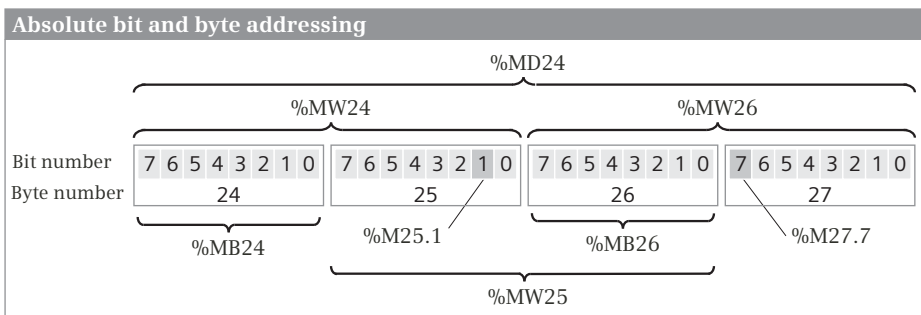 Absolute bit and byte addressing
%MD24
%MW24 %MW26
Bit number 7 6 5 4 3 2 1 0 7 6 5 4 3 2 1 0 7 6 5 4 3 2 1 0 7 6 5 4 3 2 1 0
Byte number 24 25 26 27
%MB24 %M25.1 %MB26 %M27.7
%MW25